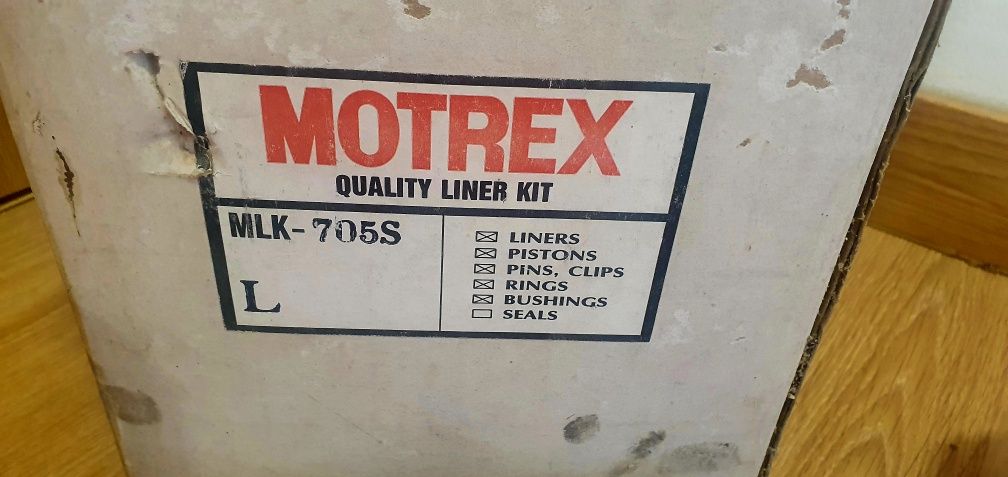 MOTREX
QUALITY LINER KIT
MLK-705S
L
☒ LINERS
☒ PISTONS
☒ PINS, CLIPS
☒ RINGS
☒ BUSHINGS
☐ SEALS